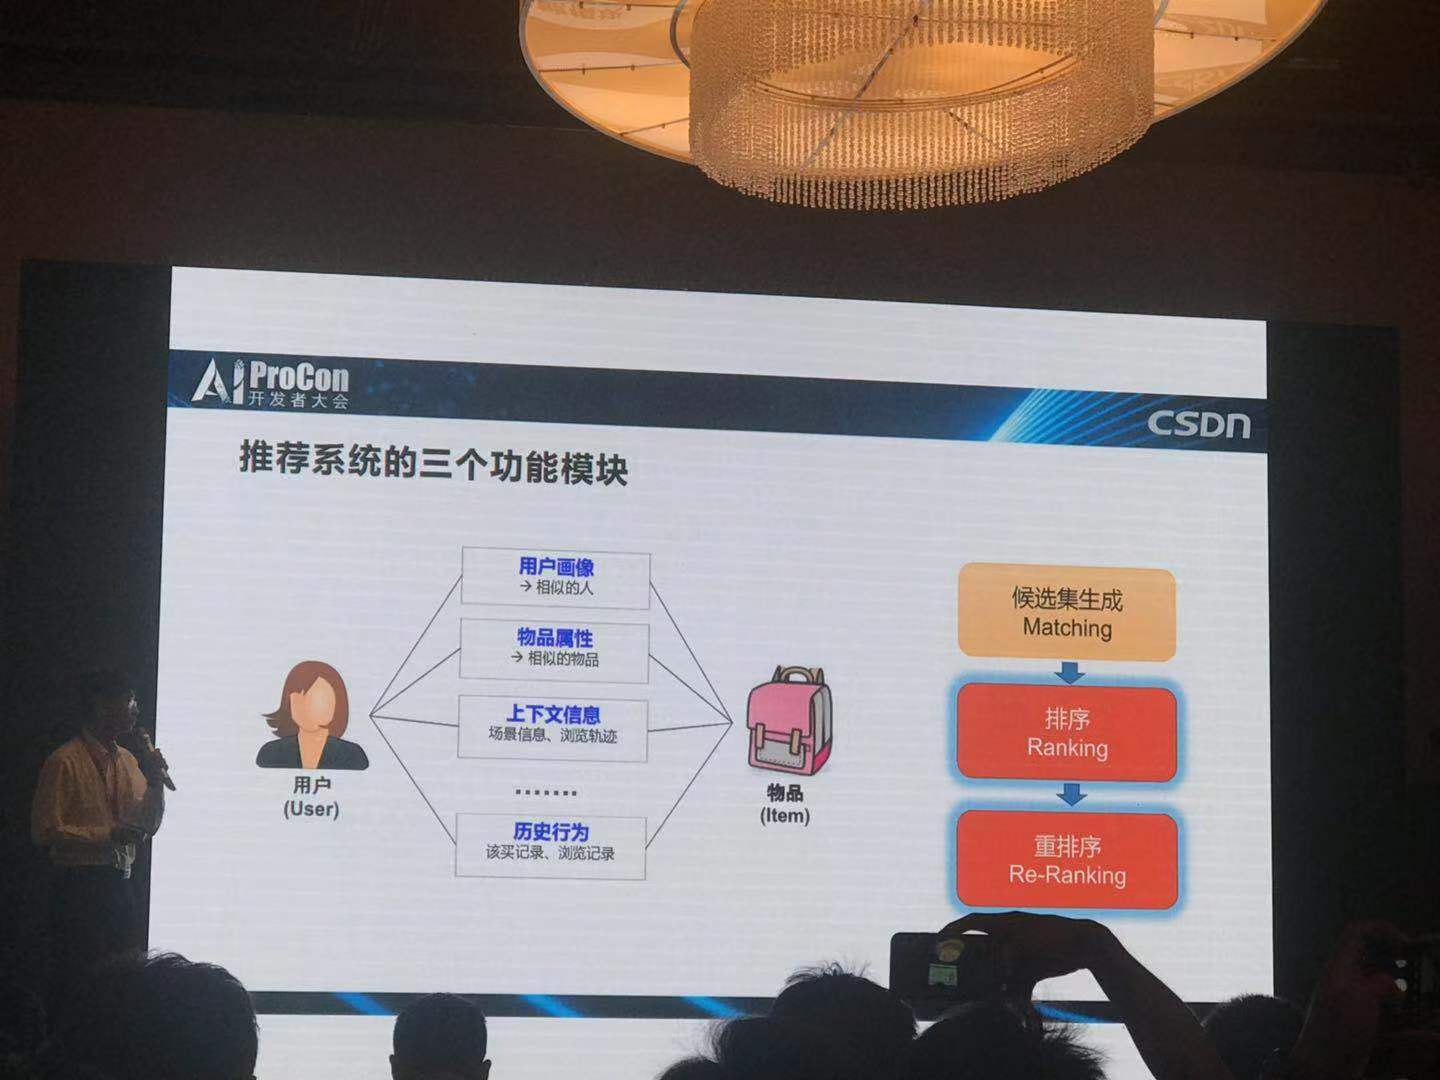 AI ProCon
开发者大会
CSDN
推荐系统的三个功能模块
用户画像
→ 相似的人
物品属性
→ 相似的物品
上下文信息
场景信息、浏览轨迹
.......
历史行为
该买记录、浏览记录
用户
(User)
物品
(Item)
候选集生成
Matching
排序
Ranking
重排序
Re-Ranking